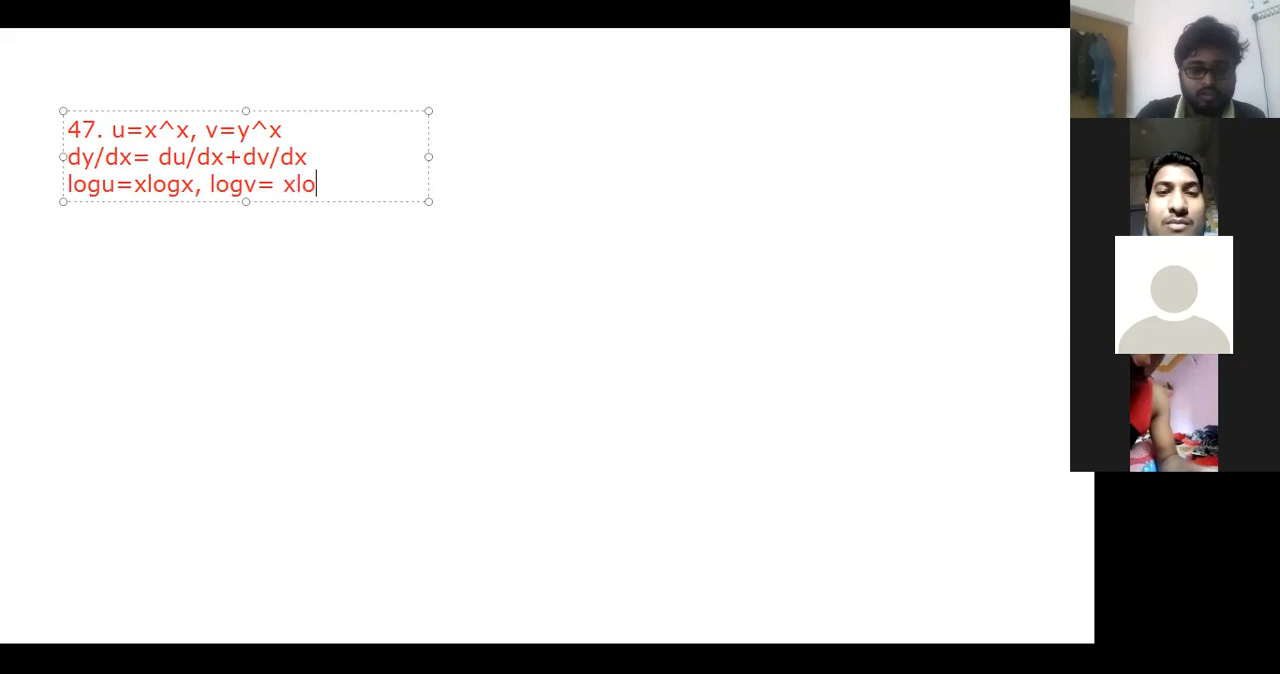 47. u=x^x, v=y^x
dy/dx= du/dx+dv/dx
logu=xlogx, logv= xlo